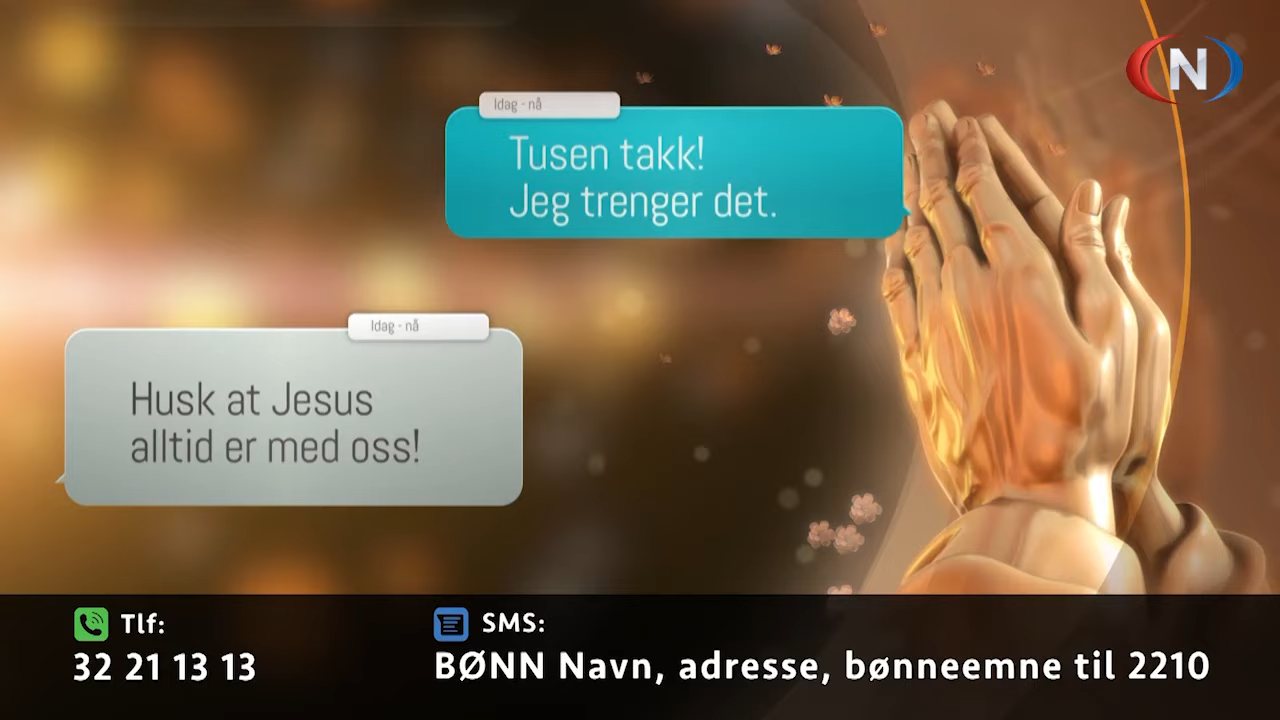 N
Idag - nå
Tusen takk!
Jeg trenger det.
Idag - nå
Husk at Jesus
alltid er med oss!
Tlf:
32 21 13 13
SMS:
BØNN Navn, adresse, bønneemne til 2210